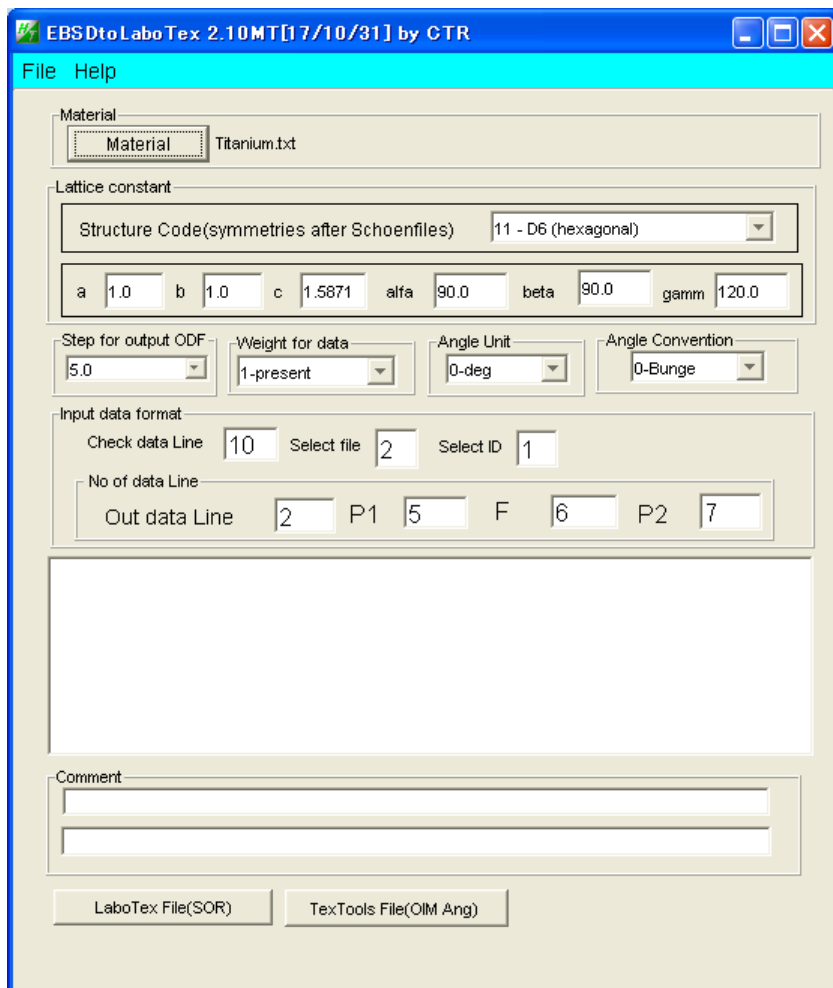 EBSDtoLaboTex 2.10MT[17/10/31] by CTR
File Help
Material
Material Titanium.txt
Lattice constant
Structure Code(symmetries after Schoenfiles) 11 - D6 (hexagonal)
a 1.0 b 1.0 c 1.5871 alfa 90.0 beta 90.0 gamm 120.0
Step for output ODF Weight for data Angle Unit Angle Convention
5.0 1-present 0-deg 0-Bunge
Input data format
Check data Line 10 Select file 2 Select ID 1
No of data Line
Out data Line 2 P1 5 F 6 P2 7
Comment
LaboTex File(SOR) TexTools File(OIM Ang)